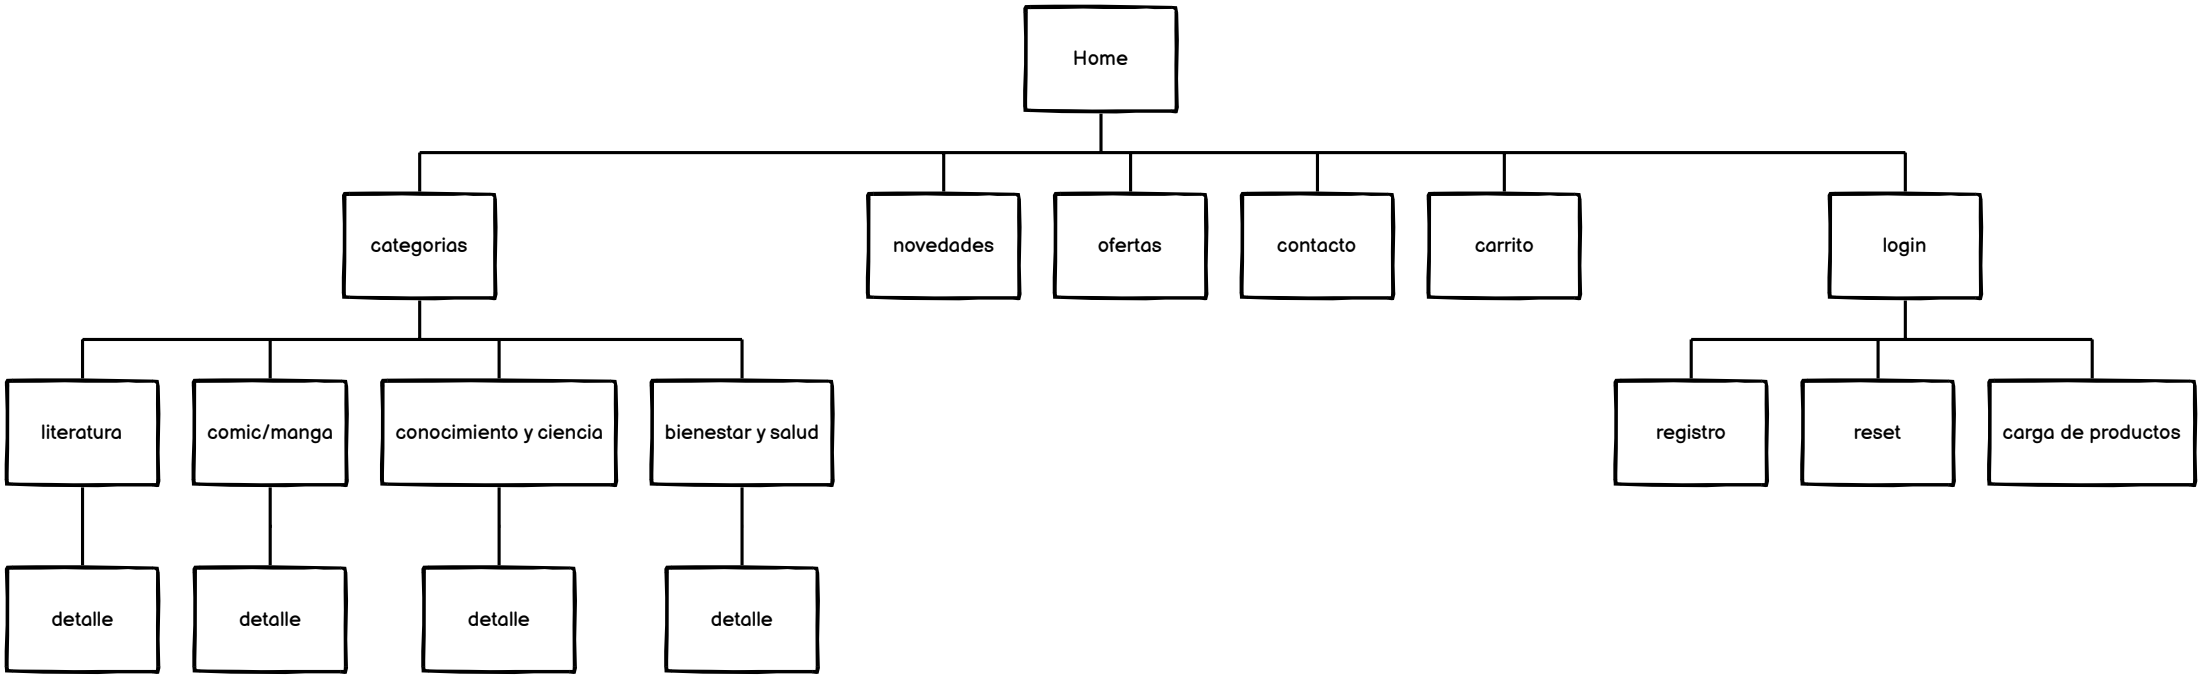 Home
categorias
novedades
ofertas
contacto
carrito
login
literatura
comic/manga
conocimiento y ciencia
bienestar y salud
registro
reset
carga de productos
detalle
detalle
detalle
detalle